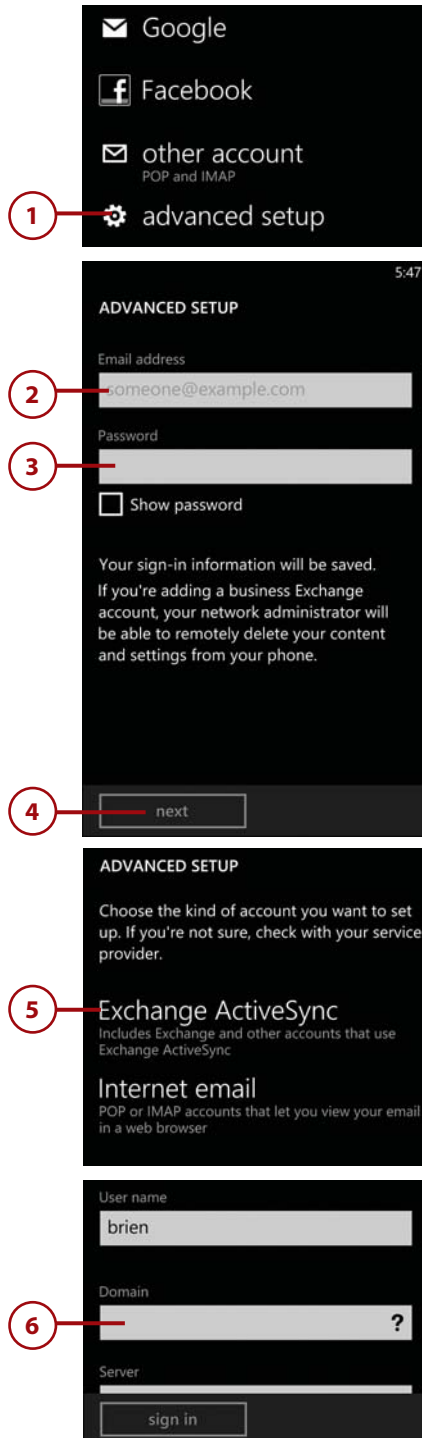 Google
f Facebook
other account
POP and IMAP
1 advanced setup
5:47
ADVANCED SETUP
Email address
2 someone@example.com
Password
3
Show password
Your sign-in information will be saved.
If you're adding a business Exchange
account, your network administrator will
be able to remotely delete your content
and settings from your phone.
4 next
ADVANCED SETUP
Choose the kind of account you want to set
up. If you're not sure, check with your service
provider.
5 Exchange ActiveSync
Includes Exchange and other accounts that use
Exchange ActiveSync
Internet email
POP or IMAP accounts that let you view your email
in a web browser
User name
brien
Domain
6 ?
Server
sign in